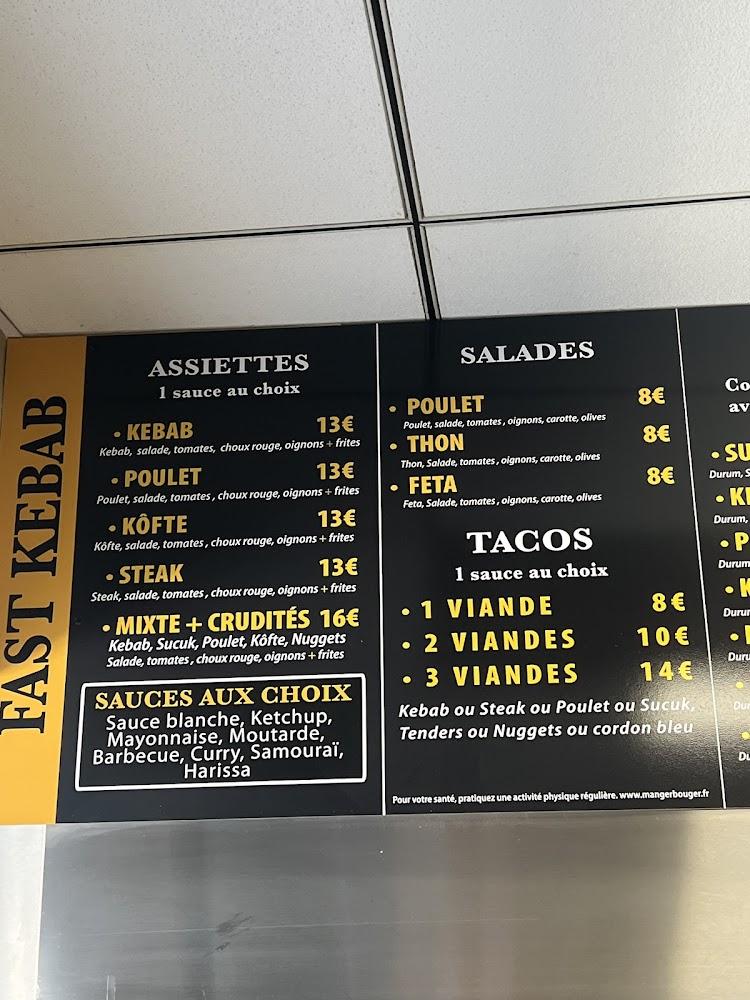 FAST KEBAB
ASSIETTES
1 sauce au choix
• KEBAB 13€
Kebab, salade, tomates, choux rouge, oignons + frites
• POULET 13€
Poulet, salade, tomates, choux rouge, oignons + frites
• KÔFTE 13€
Kôfte, salade, tomates, choux rouge, oignons + frites
• STEAK 13€
Steak, salade, tomates, choux rouge, oignons + frites
• MIXTE + CRUDITÉS 16€
Kebab, Sucuk, Poulet, Kôfte, Nuggets
Salade, tomates, choux rouge, oignons + frites
SAUCES AUX CHOIX
Sauce blanche, Ketchup,
Mayonnaise, Moutarde,
Barbecue, Curry, Samouraï,
Harissa
SALADES
• POULET 8€
Poulet, salade, tomates, oignons, carotte, olives
• THON 8€
Thon, Salade, tomates, oignons, carotte, olives
• FETA 8€
Feta, Salade, tomates, oignons, carotte, olives
TACOS
1 sauce au choix
• 1 VIANDE 8€
• 2 VIANDES 10€
• 3 VIANDES 14€
Kebab ou Steak ou Poulet ou Sucuk,
Tenders ou Nuggets ou cordon bleu
Pour votre santé, pratiquez une activité physique régulière. www.mangerbouger.fr
Durum,
Durum,